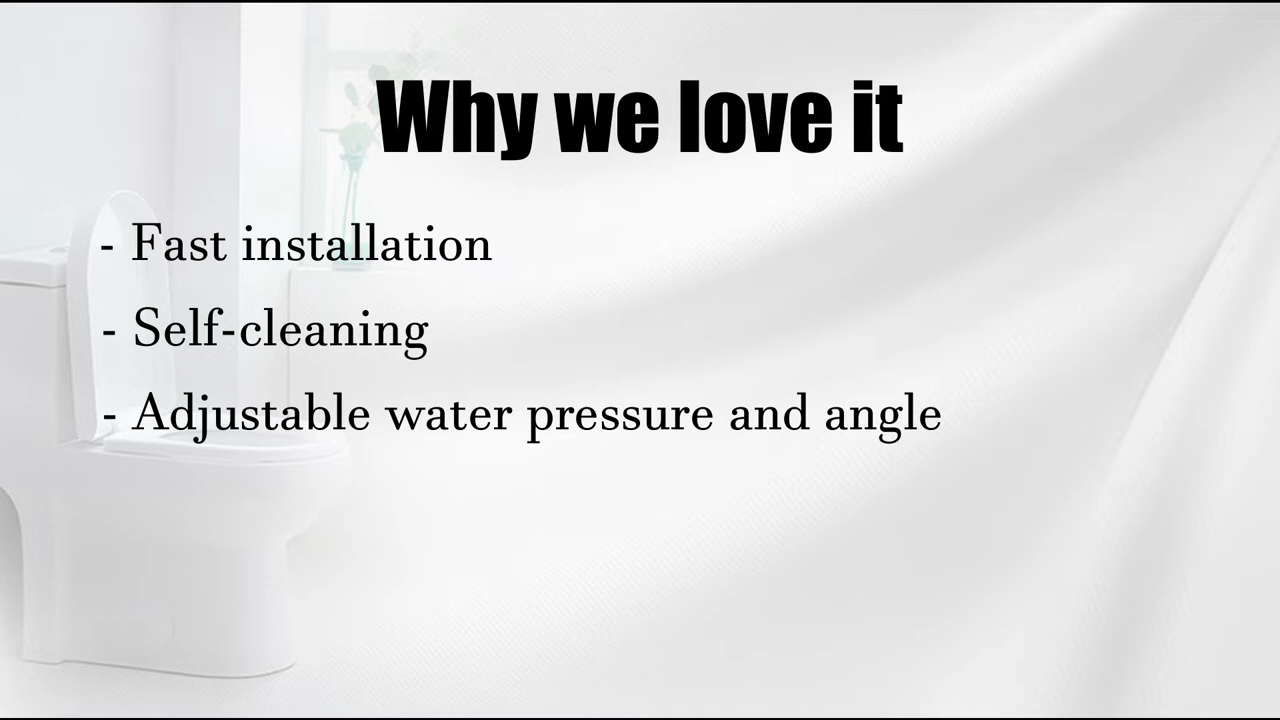 Why we love it
- Fast installation
- Self-cleaning
- Adjustable water pressure and angle